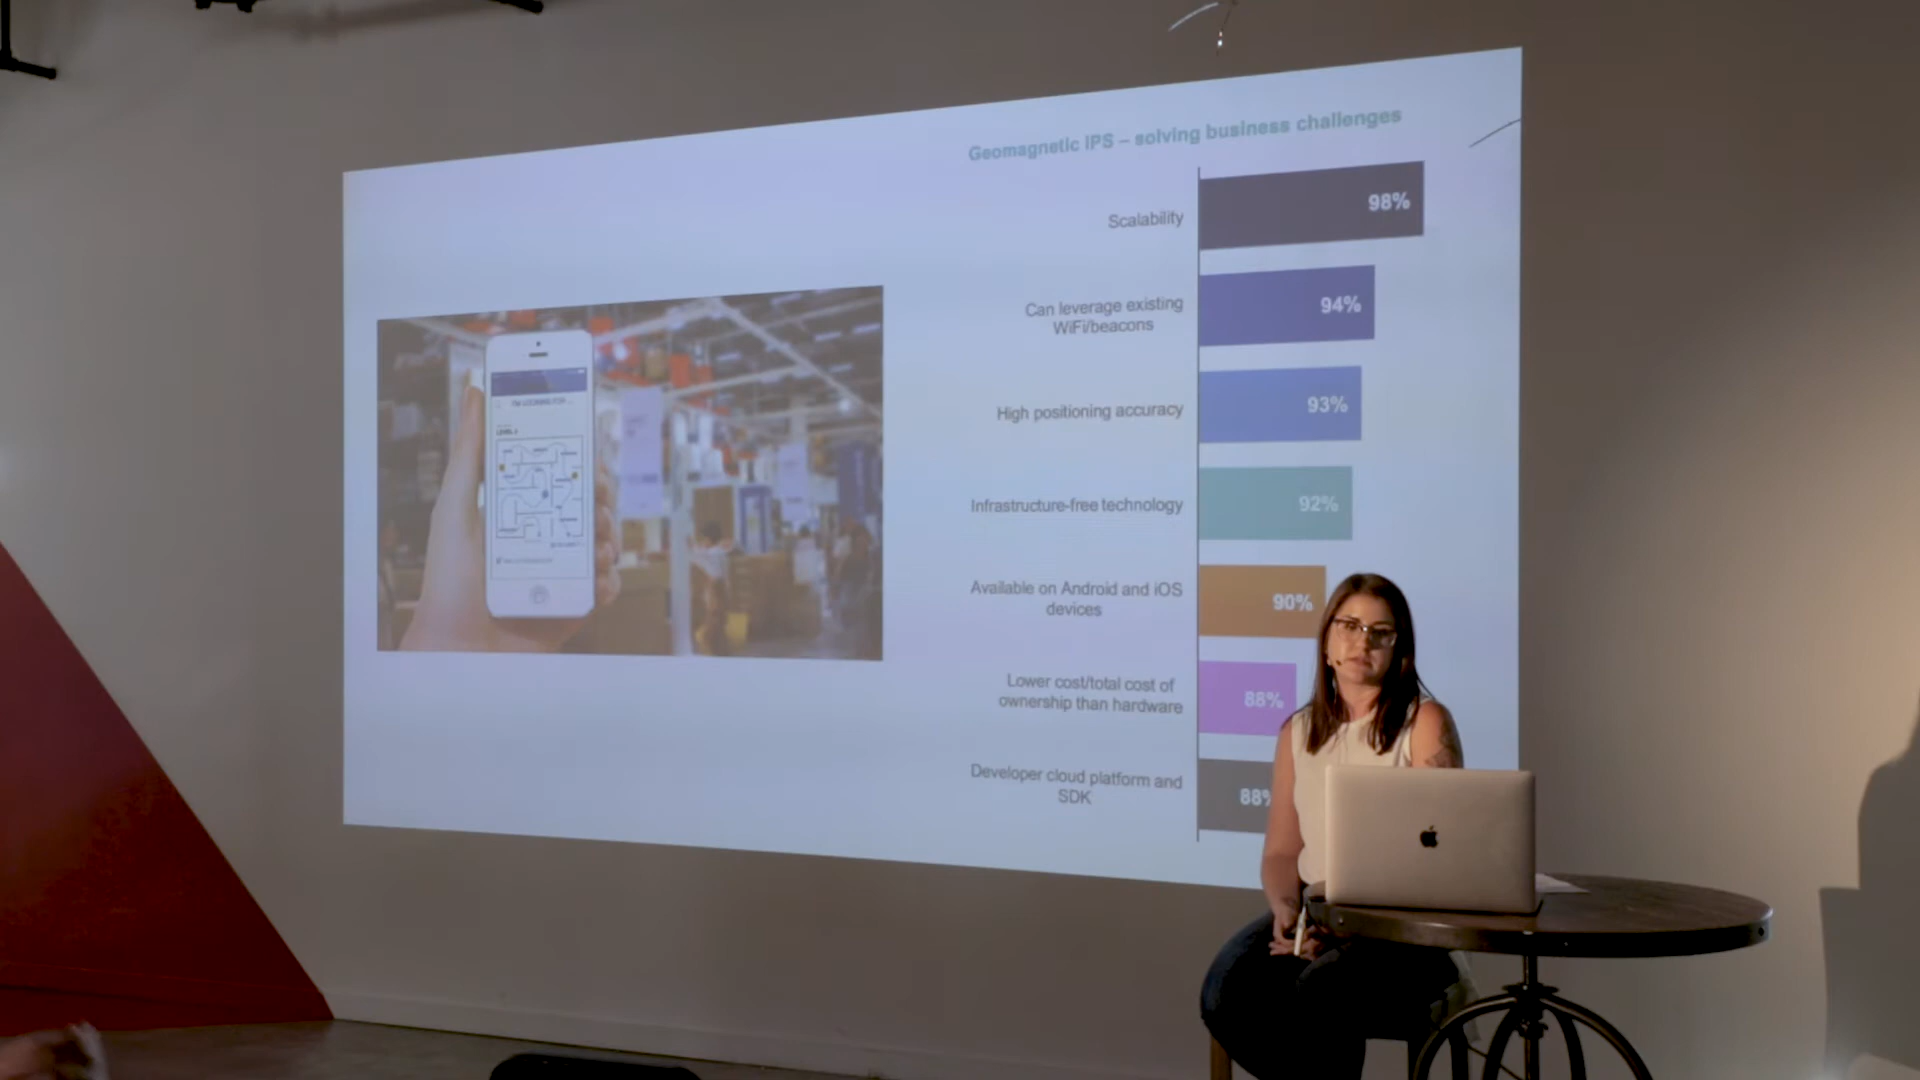 Geomagnetic IPS – solving business challenges
Scalability
98%
Can leverage existing
WiFi/beacons
94%
High positioning accuracy
93%
Infrastructure-free technology
92%
Available on Android and iOS
devices
90%
Lower cost/total cost of
ownership than hardware
88%
Developer cloud platform and
SDK
88%